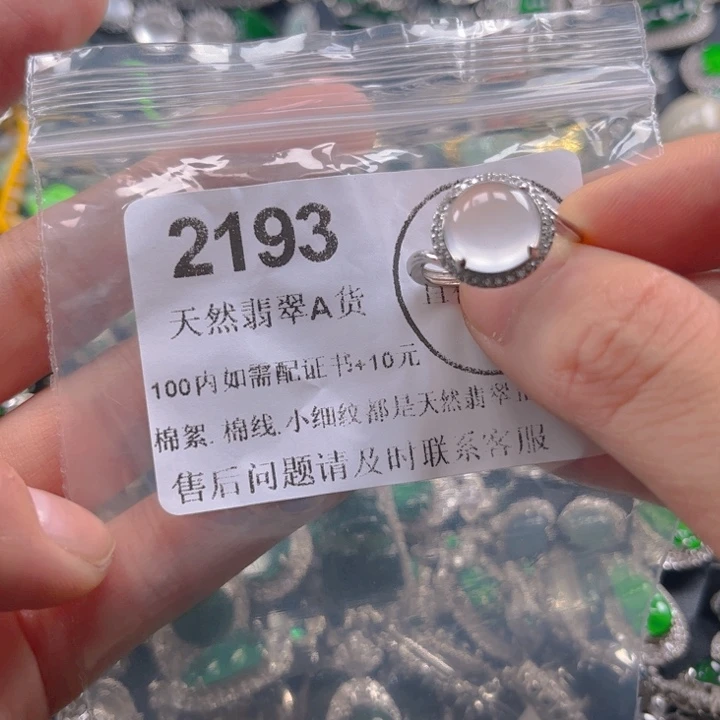 2193
天然翡翠A货
100内如需配证书+10元
棉絮.棉线.小细纹都是天然翡翠
售后问题请及时联系客服